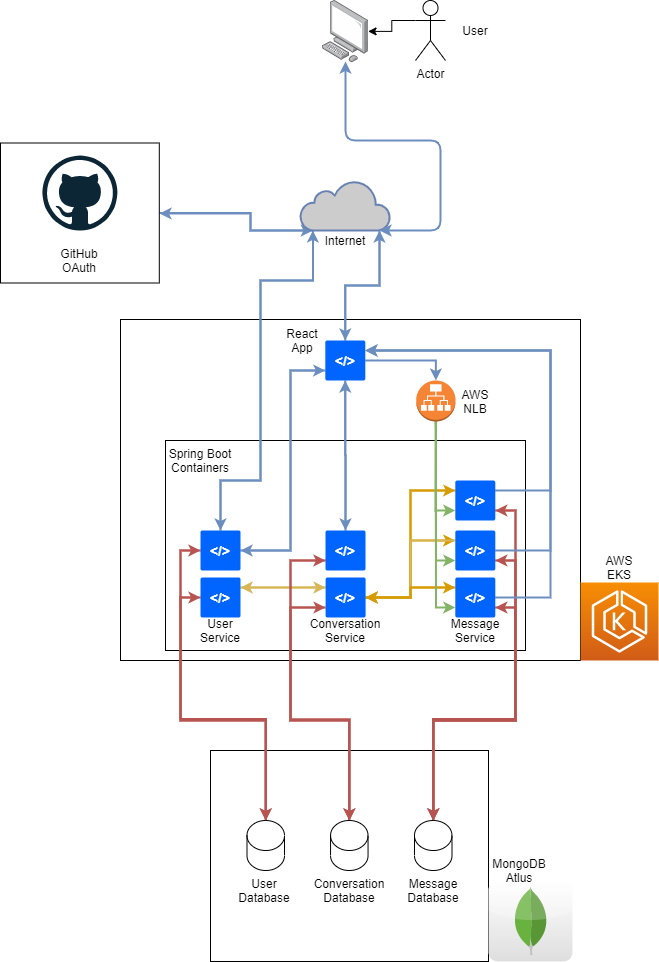 User
Actor
GitHub
OAuth
Internet
React
App
</>
AWS
NLB
Spring Boot
Containers
</>
</>
</>
</>
</>
</>
</>
User
Service
Conversation
Service
Message
Service
AWS
EKS
K
MongoDB
Atlus
User
Database
Conversation
Database
Message
Database